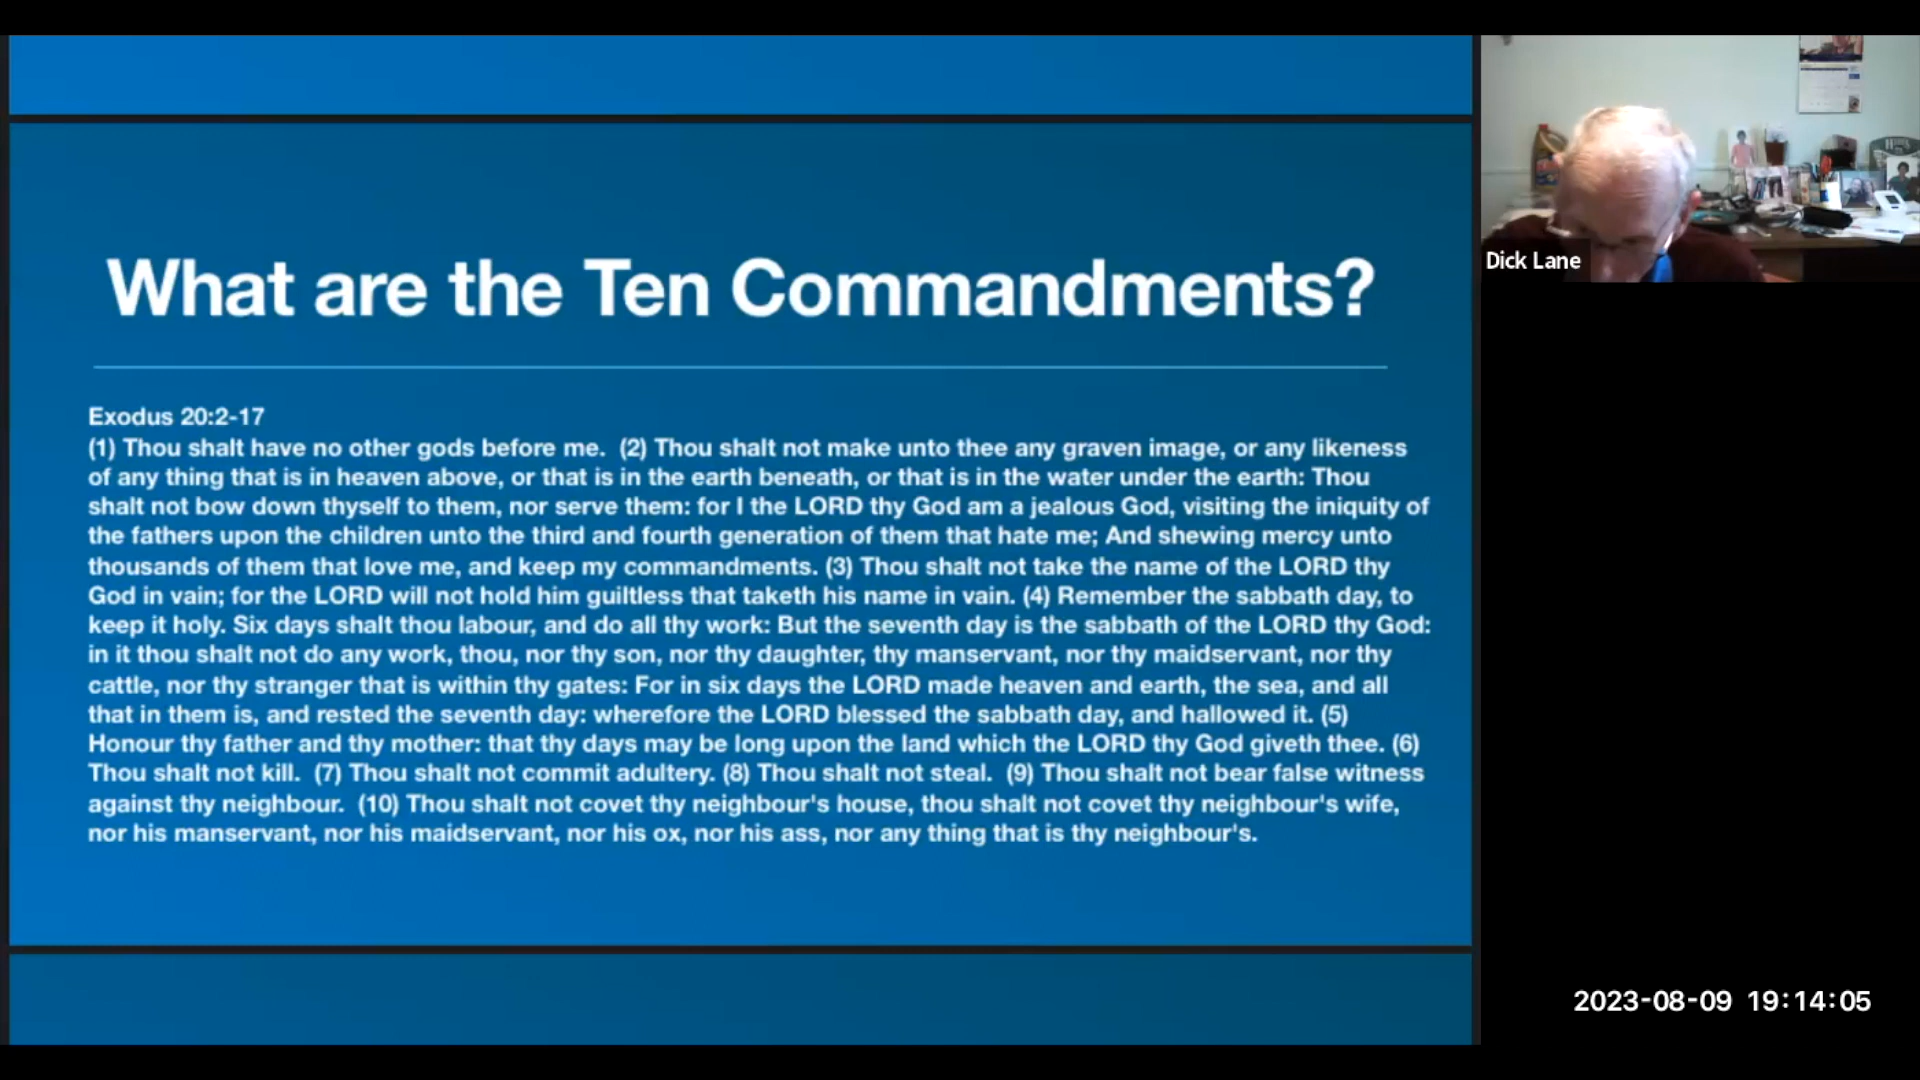 What are the Ten Commandments?
Exodus 20:2-17
(1) Thou shalt have no other gods before me.  (2) Thou shalt not make unto thee any graven image, or any likeness
of any thing that is in heaven above, or that is in the earth beneath, or that is in the water under the earth: Thou
shalt not bow down thyself to them, nor serve them: for I the LORD thy God am a jealous God, visiting the iniquity of
the fathers upon the children unto the third and fourth generation of them that hate me; And shewing mercy unto
thousands of them that love me, and keep my commandments. (3) Thou shalt not take the name of the LORD thy
God in vain; for the LORD will not hold him guiltless that taketh his name in vain. (4) Remember the sabbath day, to
keep it holy. Six days shalt thou labour, and do all thy work: But the seventh day is the sabbath of the LORD thy God:
in it thou shalt not do any work, thou, nor thy son, nor thy daughter, thy manservant, nor thy maidservant, nor thy
cattle, nor thy stranger that is within thy gates: For in six days the LORD made heaven and earth, the sea, and all
that in them is, and rested the seventh day: wherefore the LORD blessed the sabbath day, and hallowed it. (5)
Honour thy father and thy mother: that thy days may be long upon the land which the LORD thy God giveth thee. (6)
Thou shalt not kill.  (7) Thou shalt not commit adultery. (8) Thou shalt not steal.  (9) Thou shalt not bear false witness
against thy neighbour.  (10) Thou shalt not covet thy neighbour's house, thou shalt not covet thy neighbour's wife,
nor his manservant, nor his maidservant, nor his ox, nor his ass, nor any thing that is thy neighbour's.
Dick Lane
2023-08-09 19:14:05